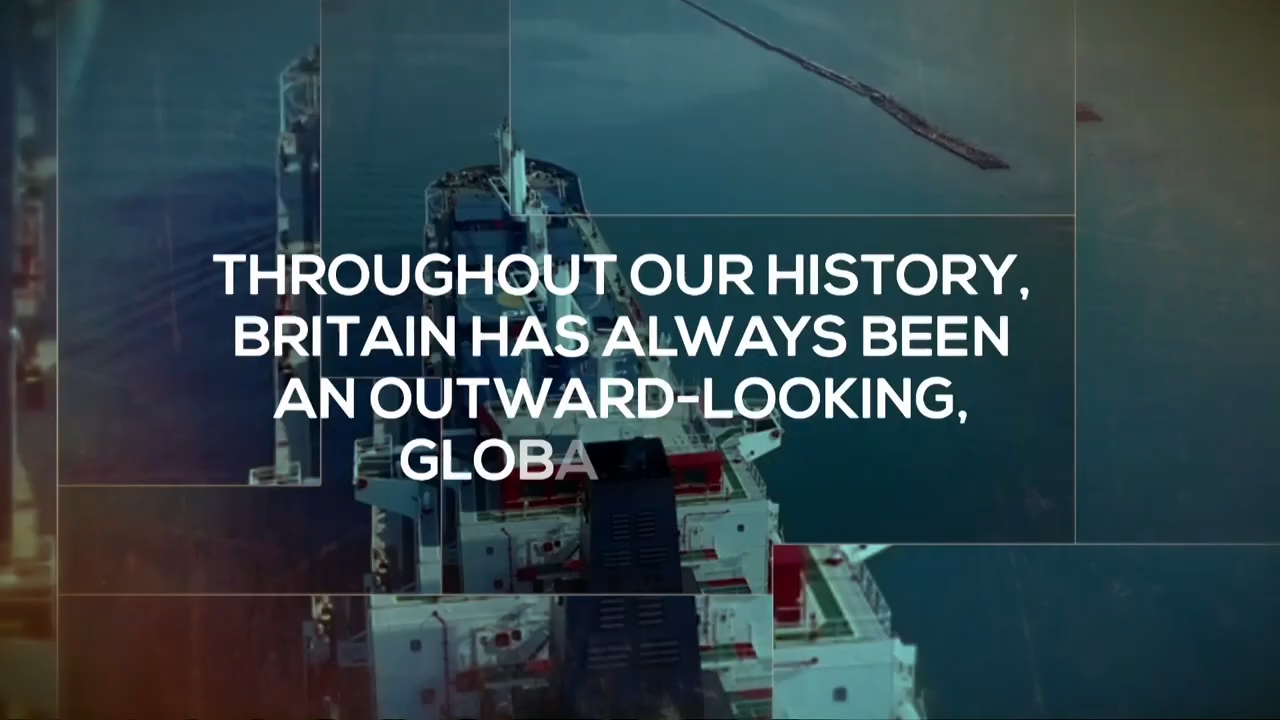 THROUGHOUT OUR HISTORY,
BRITAIN HAS ALWAYS BEEN
AN OUTWARD-LOOKING,
GLOBA